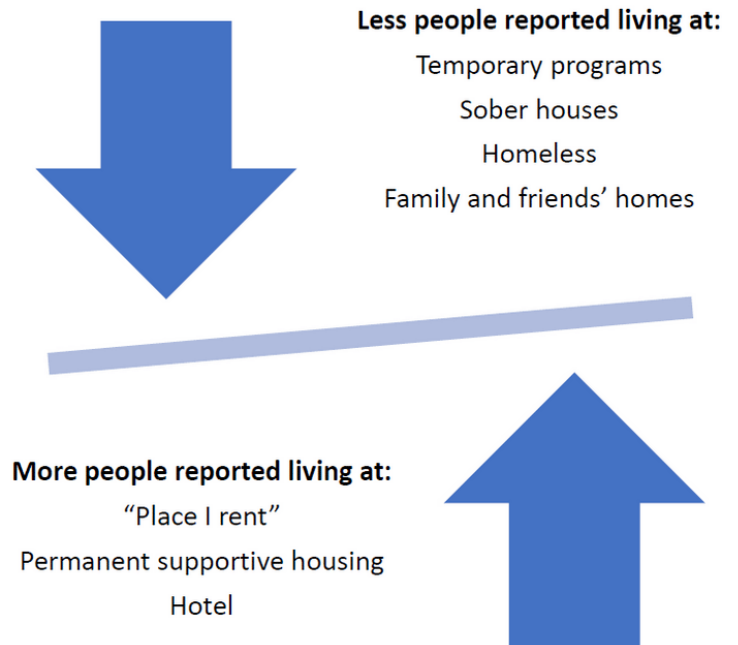 Less people reported living at:
Temporary programs
Sober houses
Homeless
Family and friends’ homes
More people reported living at:
“Place I rent”
Permanent supportive housing
Hotel